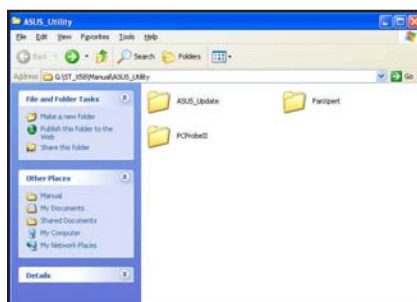 ASUS_Utility
File Edit View Favorites Tools Help
Back Search Folders
Address G:\ST_X58\Manual\ASUS_Utility Go
File and Folder Tasks
Make a new folder
Publish this folder to the Web
Share this folder
Other Places
Manual
My Documents
Shared Documents
My Computer
My Network Places
Details
ASUS_Update
FanXpert
PCProbeII